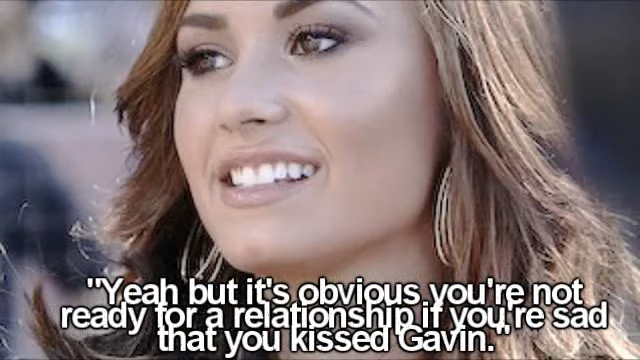 "Yeah but it's obvious you're not
ready for a relationship if you're sad
that you kissed Gavin."